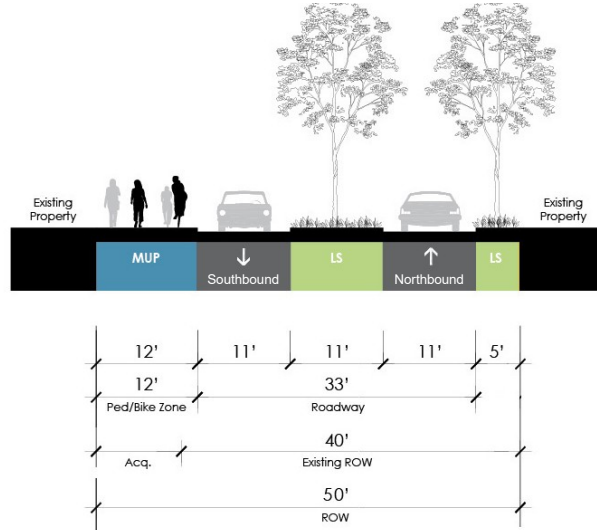 Existing
Property
Existing
Property
MUP
↓
Southbound
LS
↑
Northbound
LS
12' 11' 11' 11' 5'
12' 33'
Ped/Bike Zone Roadway
40'
Acq. Existing ROW
50'
ROW